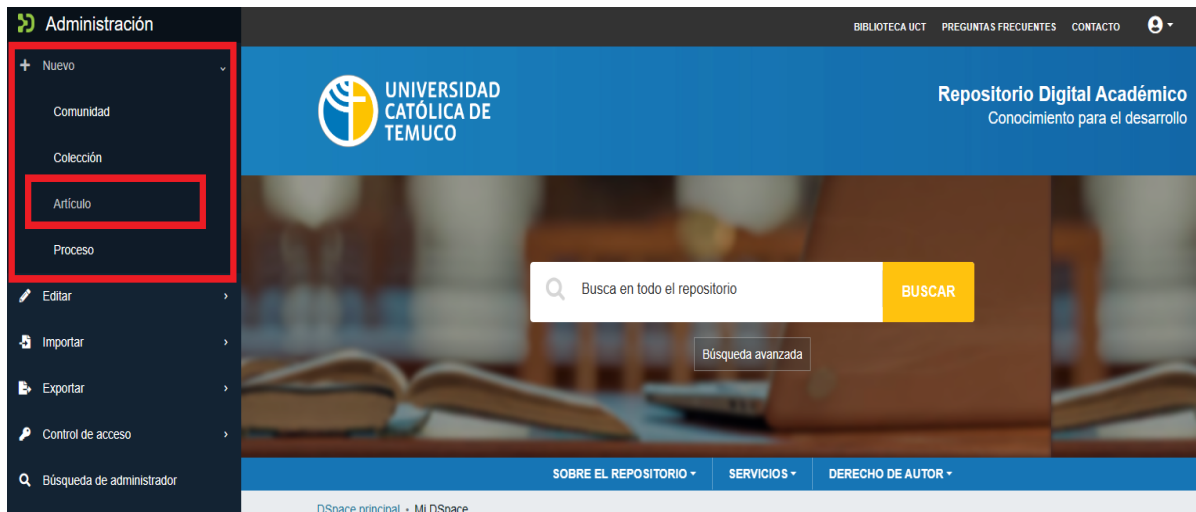 Administración
BIBLIOTECA UCT PREGUNTAS FRECUENTES CONTACTO
Nuevo
Comunidad
Colección
Artículo
Proceso
Editar
Importar
Exportar
Control de acceso
Búsqueda de administrador
UNIVERSIDAD
CATÓLICA DE
TEMUCO
Repositorio Digital Académico
Conocimiento para el desarrollo
Busca en todo el repositorio
BUSCAR
Búsqueda avanzada
SOBRE EL REPOSITORIO SERVICIOS DERECHO DE AUTOR
DSpace principal • Mi DSpace